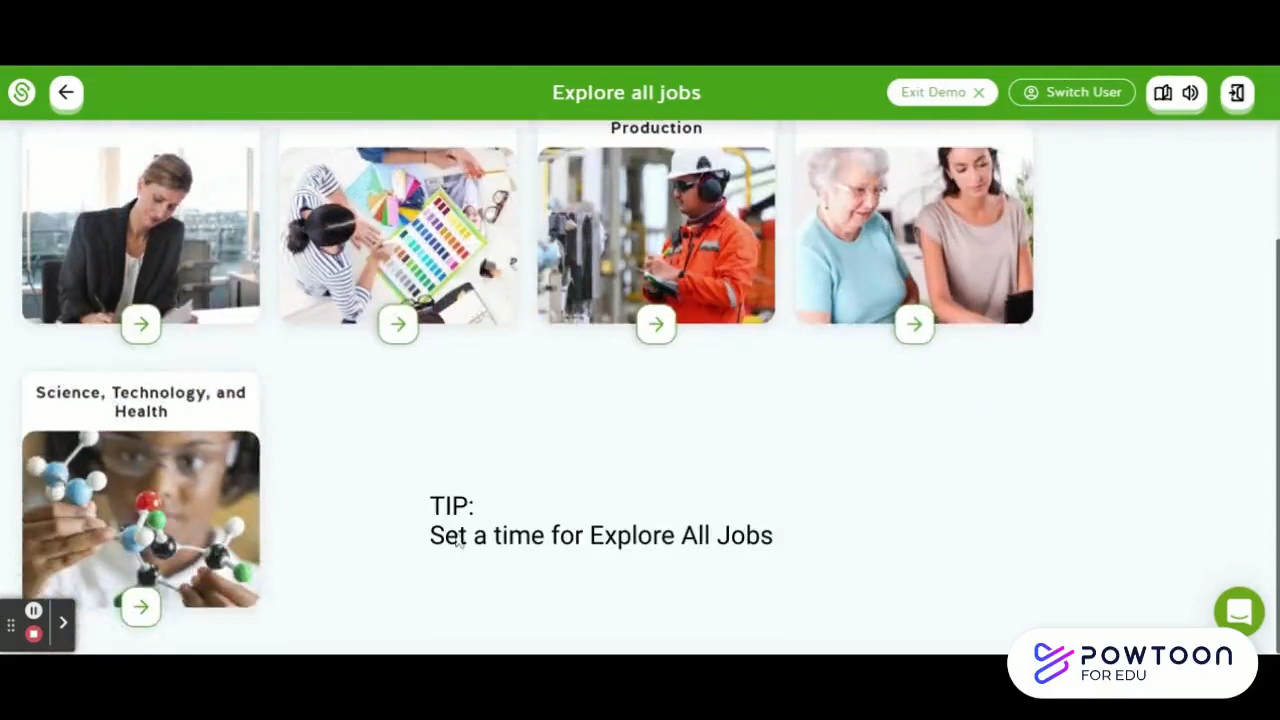 Explore all jobs
Exit Demo
Switch User
Production
Science, Technology, and
Health
TIP:
Set a time for Explore All Jobs
POWTOON
FOR EDU